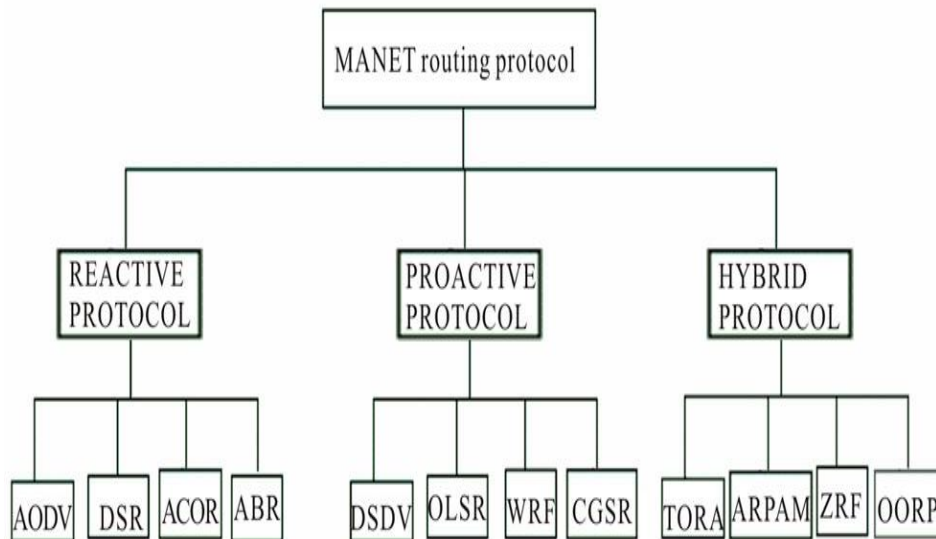 MANET routing protocol
REACTIVE
PROTOCOL
PROACTIVE
PROTOCOL
HYBRID
PROTOCOL
AODV
DSR
ACOR
ABR
DSDV
OLSR
WRF
CGSR
TORA
ARPAM
ZRF
OORP